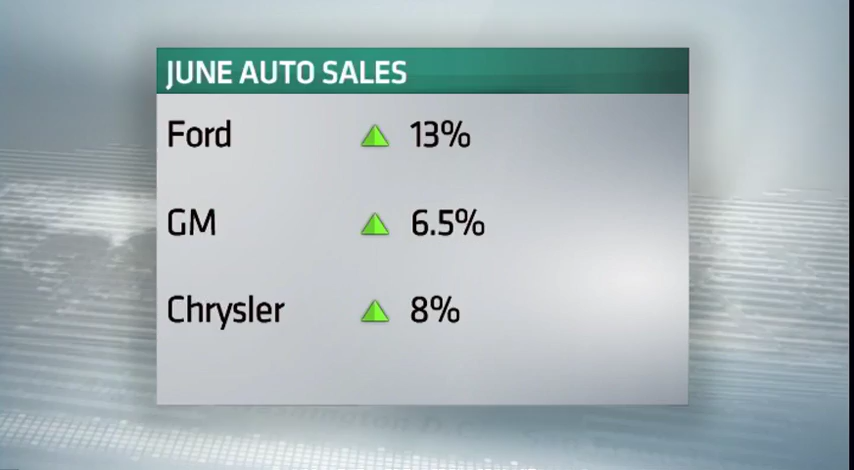 JUNE AUTO SALES
Ford ▲ 13%
GM ▲ 6.5%
Chrysler ▲ 8%